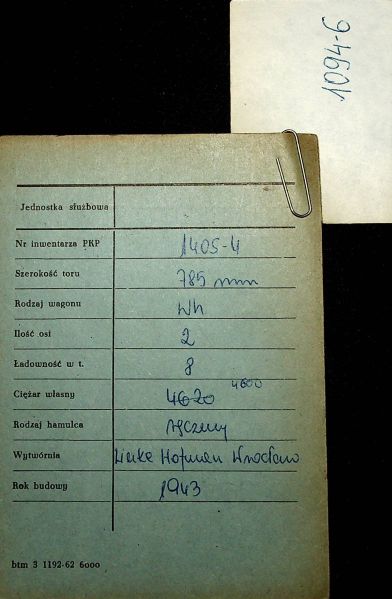 1094-6
Jednostka służbowa
Nr inwentarza PKP 1405-4
Szerokość toru 785 mm
Rodzaj wagonu Wh
Ilość osi 2
Ładowność w t. 8
Ciężar własny 4620 4600
Rodzaj hamulca ręczny
Wytwórnia Linke Hofman Wrocław
Rok budowy 1943
btm 3 1192-62 6000